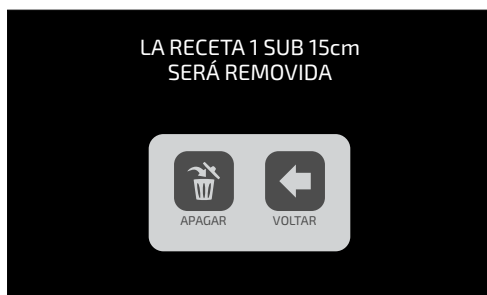 LA RECETA 1 SUB 15cm
SERÁ REMOVIDA
APAGAR
VOLTAR